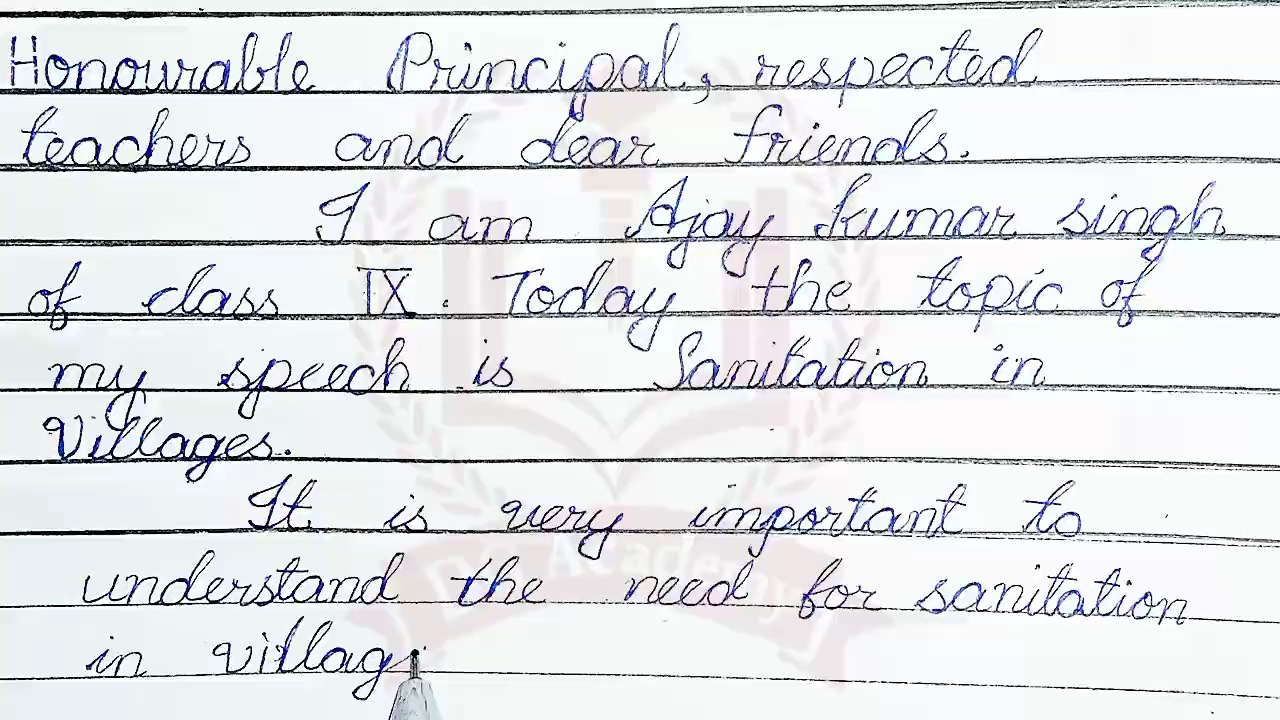 Honourable Principal, respected
teachers and dear friends.
I am Ajay kumar singh
of class IX. Today the topic of
my speech is Sanitation in
Villages.
It is very important to
understand the need for sanitation
in villag
Academy